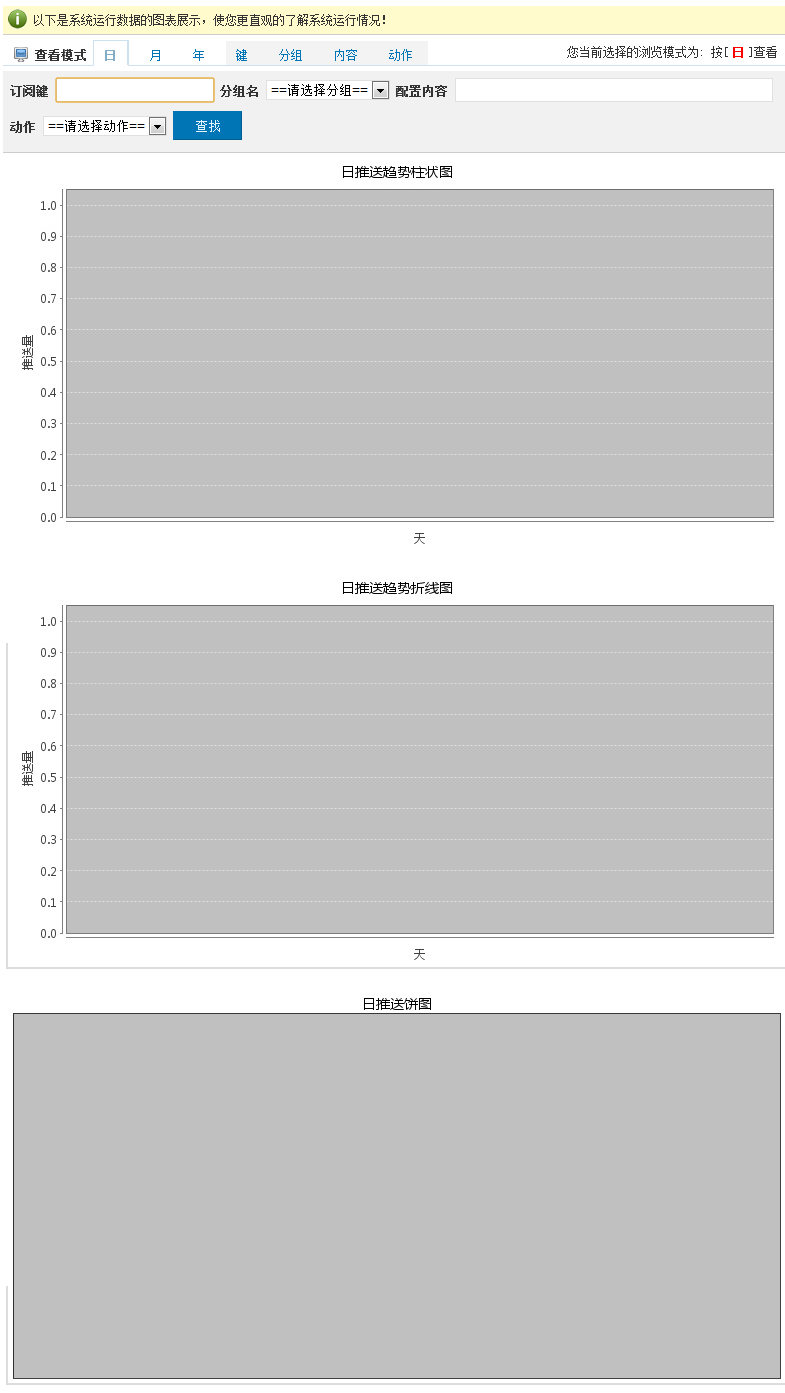 以下是系统运行数据的图表展示，使您更直观的了解系统运行情况！
查看模式 日 月 年 键 分组 内容 动作 您当前选择的浏览模式为：按[ 日 ]查看
订阅键 分组名 ==请选择分组== 配置内容
动作 ==请选择动作== 查找
日推送趋势柱状图
1.0
0.9
0.8
0.7
0.6
推送量
0.5
0.4
0.3
0.2
0.1
0.0
天
日推送趋势折线图
1.0
0.9
0.8
0.7
0.6
推送量
0.5
0.4
0.3
0.2
0.1
0.0
天
日推送饼图